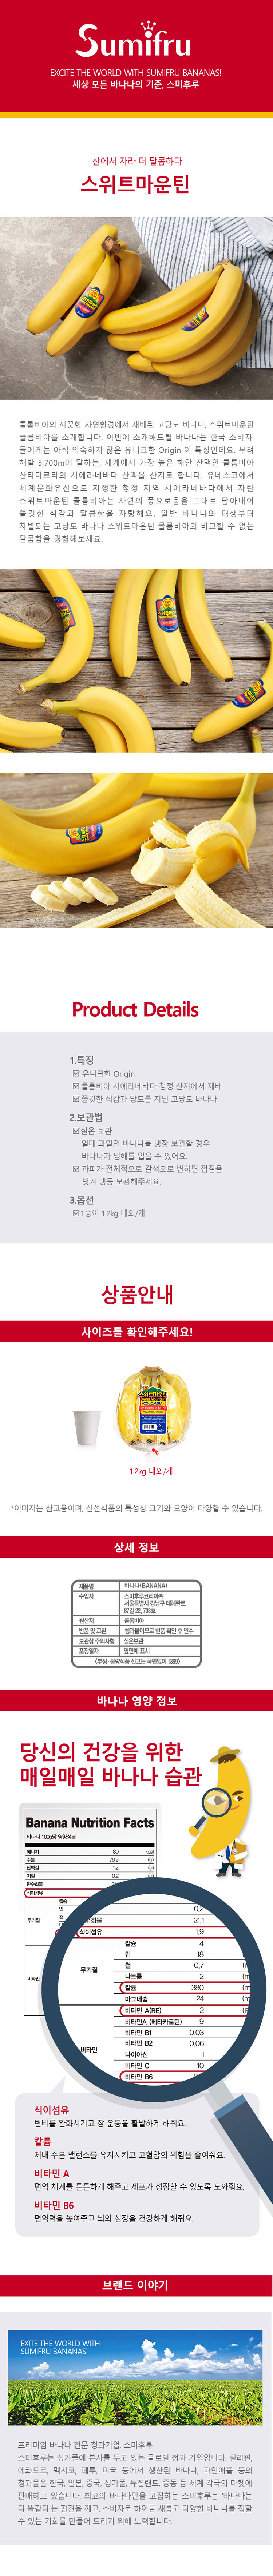 Sumifru
EXCITE THE WORLD WITH SUMIFRU BANANAS!
세상 모든 바나나의 기준, 스미후루
산에서 자라 더 달콤하다
스위트마운틴
콜롬비아의 깨끗한 자연환경에서 재배된 고당도 바나나, 스위트마운틴
콜롬비아를 소개합니다. 이번에 소개해드릴 바나나는 한국 소비자
들에게는 아직 익숙하지 않은 유니크한 Origin 이 특징인데요. 무려
해발 5,700m에 달하는, 세계에서 가장 높은 해안 산맥인 콜롬비아
산타마르타의 시에라네바다 산맥을 산지로 합니다. 유네스코에서
세계문화유산으로 지정한 청정 지역 시에라네바다에서 자란
스위트마운틴 콜롬비아는 자연의 풍요로움을 그대로 담아내어
쫄깃한 식감과 달콤함을 자랑해요. 일반 바나나와 태생부터
차별되는 고당도 바나나 스위트마운틴 콜롬비아의 비교할 수 없는
달콤함을 경험해보세요.
Product Details
1.특징
☑ 유니크한 Origin
☑ 콜롬비아 시에라네바다 청정 산지에서 재배
☑ 쫄깃한 식감과 당도를 지닌 고당도 바나나
2.보관법
☑ 실온 보관
열대 과일인 바나나를 냉장 보관할 경우
바나나가 냉해를 입을 수 있어요.
☑ 과피가 전체적으로 갈색으로 변하면 껍질을
벗겨 냉동 보관해주세요.
3.옵션
☑ 1송이 1.2kg 내외/개
상품안내
사이즈를 확인해주세요!
스위트마운틴
COLOMBIA
1.2kg 내외/개
*이미지는 참고용이며, 신선식품의 특성상 크기와 모양이 다양할 수 있습니다.
상세 정보
제품명 바나나(BANANA)
수입자 스미후루코리아㈜
서울특별시 강남구 테헤란로
87길 22, 703호
원산지 콜롬비아
반품 및 교환 청과물이므로 현품 확인 후 인수
보관상 주의사항 실온보관
포장일자 옆면에 표시
(부정·불량식품 신고는 국번없이 1399)
바나나 영양 정보
당신의 건강을 위한
매일매일 바나나 습관
Banana Nutrition Facts
바나나 100g당 영양성분
에너지 80 kcal
수분 76.9 (g)
단백질 1.2 (g)
지질 0.2 (g)
탄수화물
식이섬유
무기질
칼슘
인
비타민
0.2
수화물 21.1
식이섬유 1.9
무기질
칼슘 4
인 18
철 0.7
나트륨 2
칼륨 380
마그네슘 24
비타민
비타민 A(RE) 2
비타민A (베타카로틴) 9
비타민 B1 0.03
비타민 B2 0.06
나이아신 1
비타민 C 10
비타민 B6
식이섬유
변비를 완화시키고 장 운동을 활발하게 해줘요.
칼륨
체내 수분 밸런스를 유지시키고 고혈압의 위험을 줄여줘요.
비타민 A
면역 체계를 튼튼하게 해주고 세포가 성장할 수 있도록 도와줘요.
비타민 B6
면역력을 높여주고 뇌와 심장을 건강하게 해줘요.
브랜드 이야기
EXITE THE WORLD WITH
SUMIFRU BANANAS
프리미엄 바나나 전문 청과기업, 스미후루
스미후루는 싱가폴에 본사를 두고 있는 글로벌 청과 기업입니다. 필리핀,
에콰도르, 멕시코, 페루, 미국 등에서 생산된 바나나, 파인애플 등의
청과물을 한국, 일본, 중국, 싱가폴, 뉴질랜드, 중동 등 세계 각국의 마켓에
판매하고 있습니다. 최고의 바나나만을 고집하는 스미후루는 '바나나는
다 똑같다'는 편견을 깨고, 소비자로 하여금 새롭고 다양한 바나나를 접할
수 있는 기회를 만들어 드리기 위해 노력합니다.